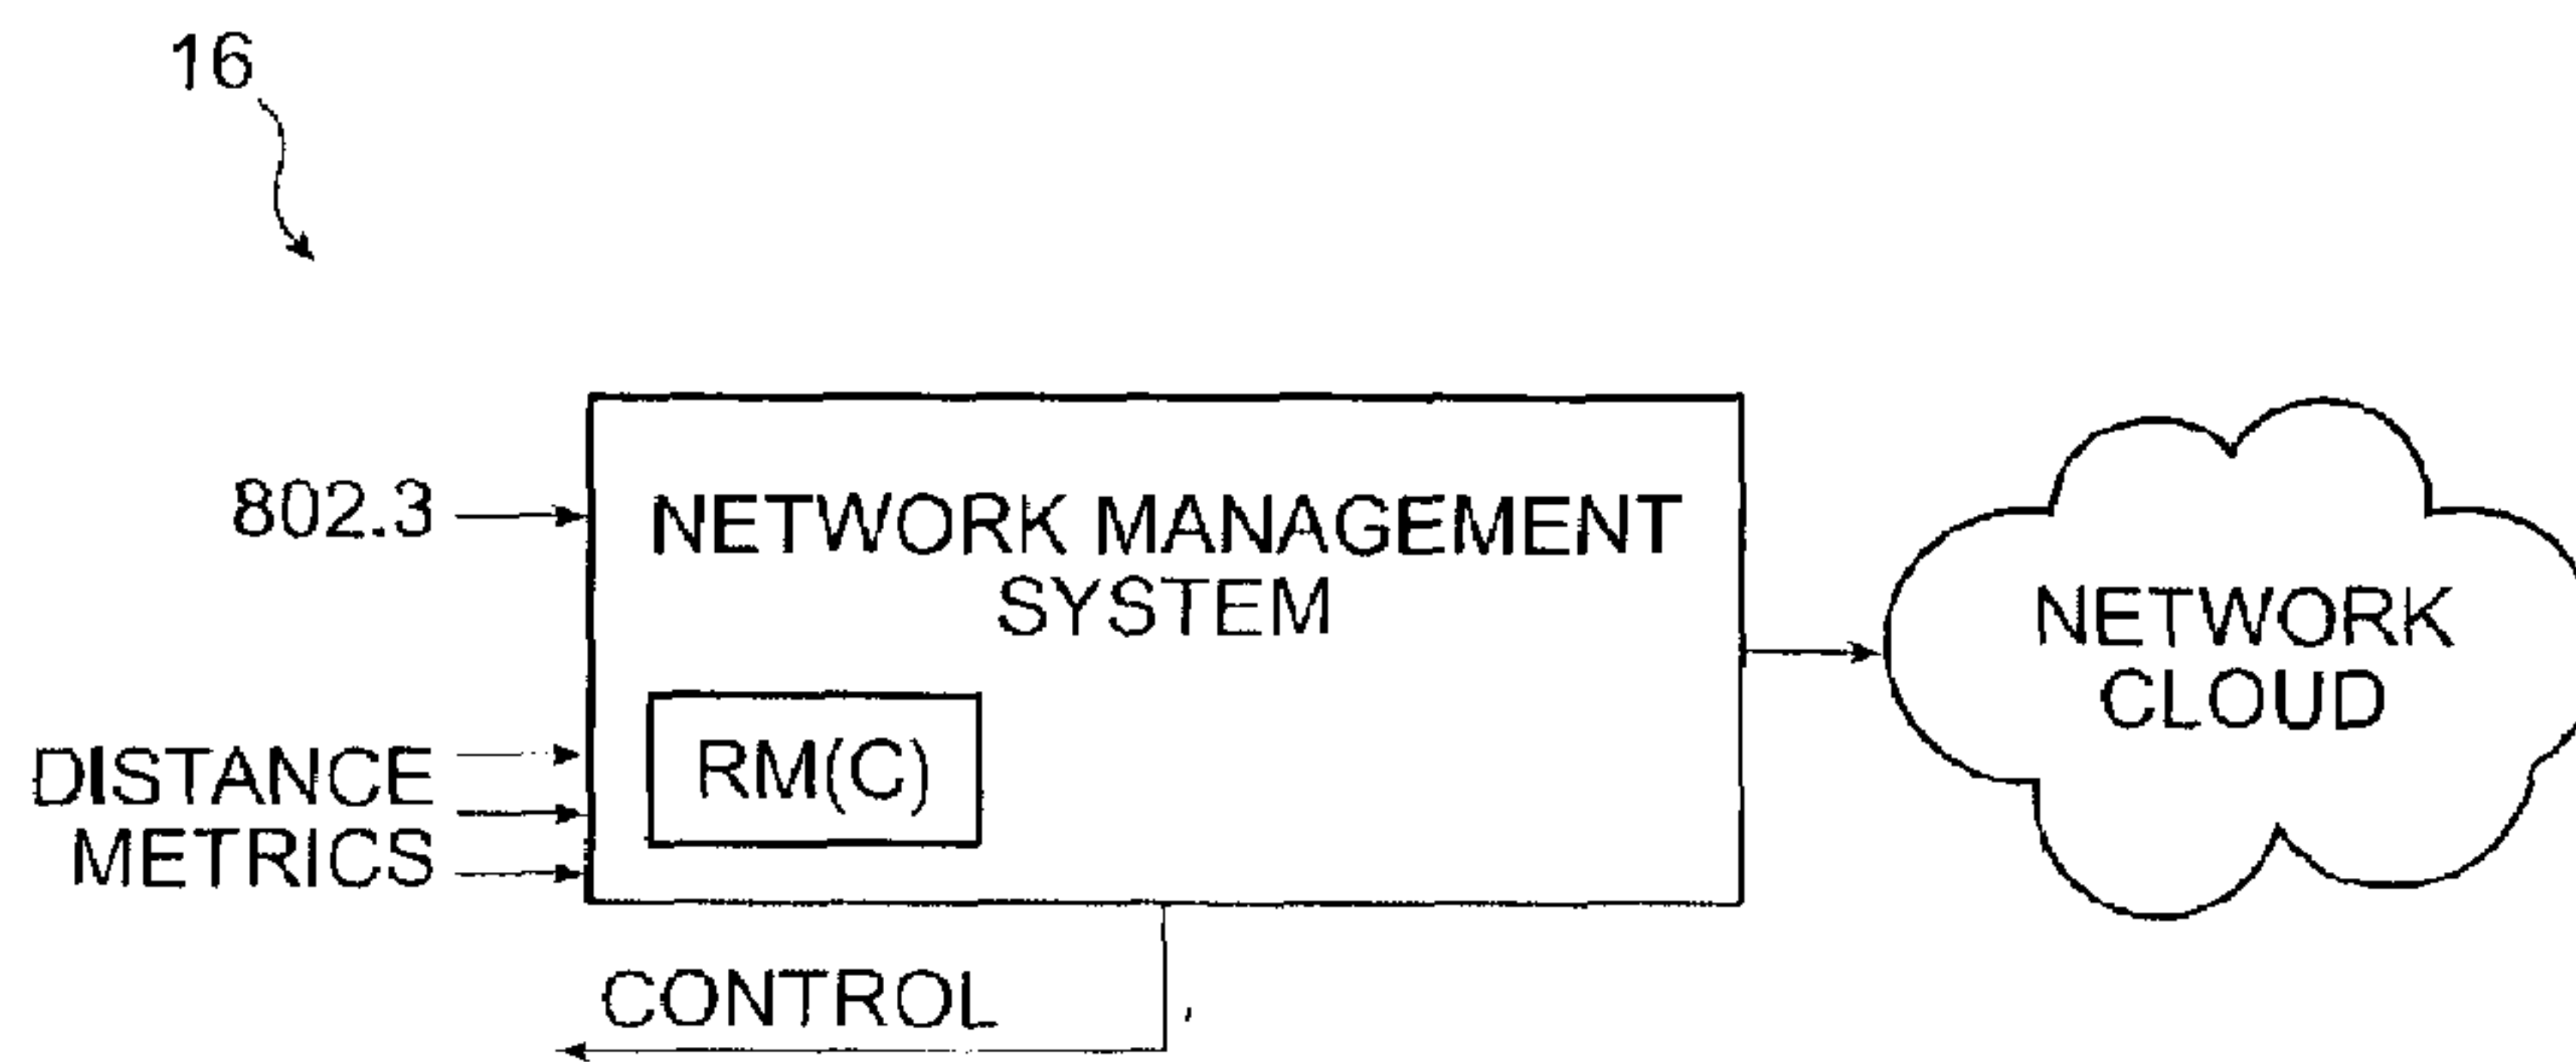 16
802.3
NETWORK MANAGEMENT
SYSTEM
NETWORK
CLOUD
RM(C)
DISTANCE
METRICS
CONTROL